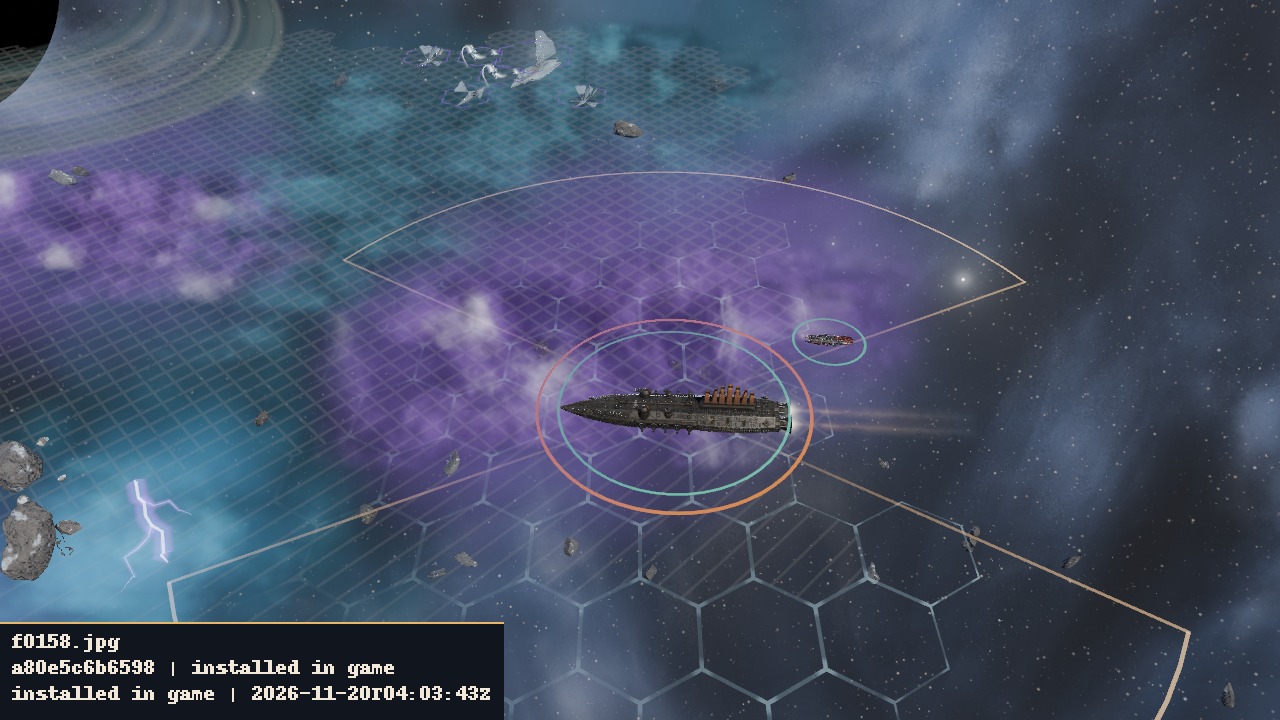 f0158.jpg
a80e5c6b6598 | installed in game
installed in game | 2026-11-20T04:03:43Z